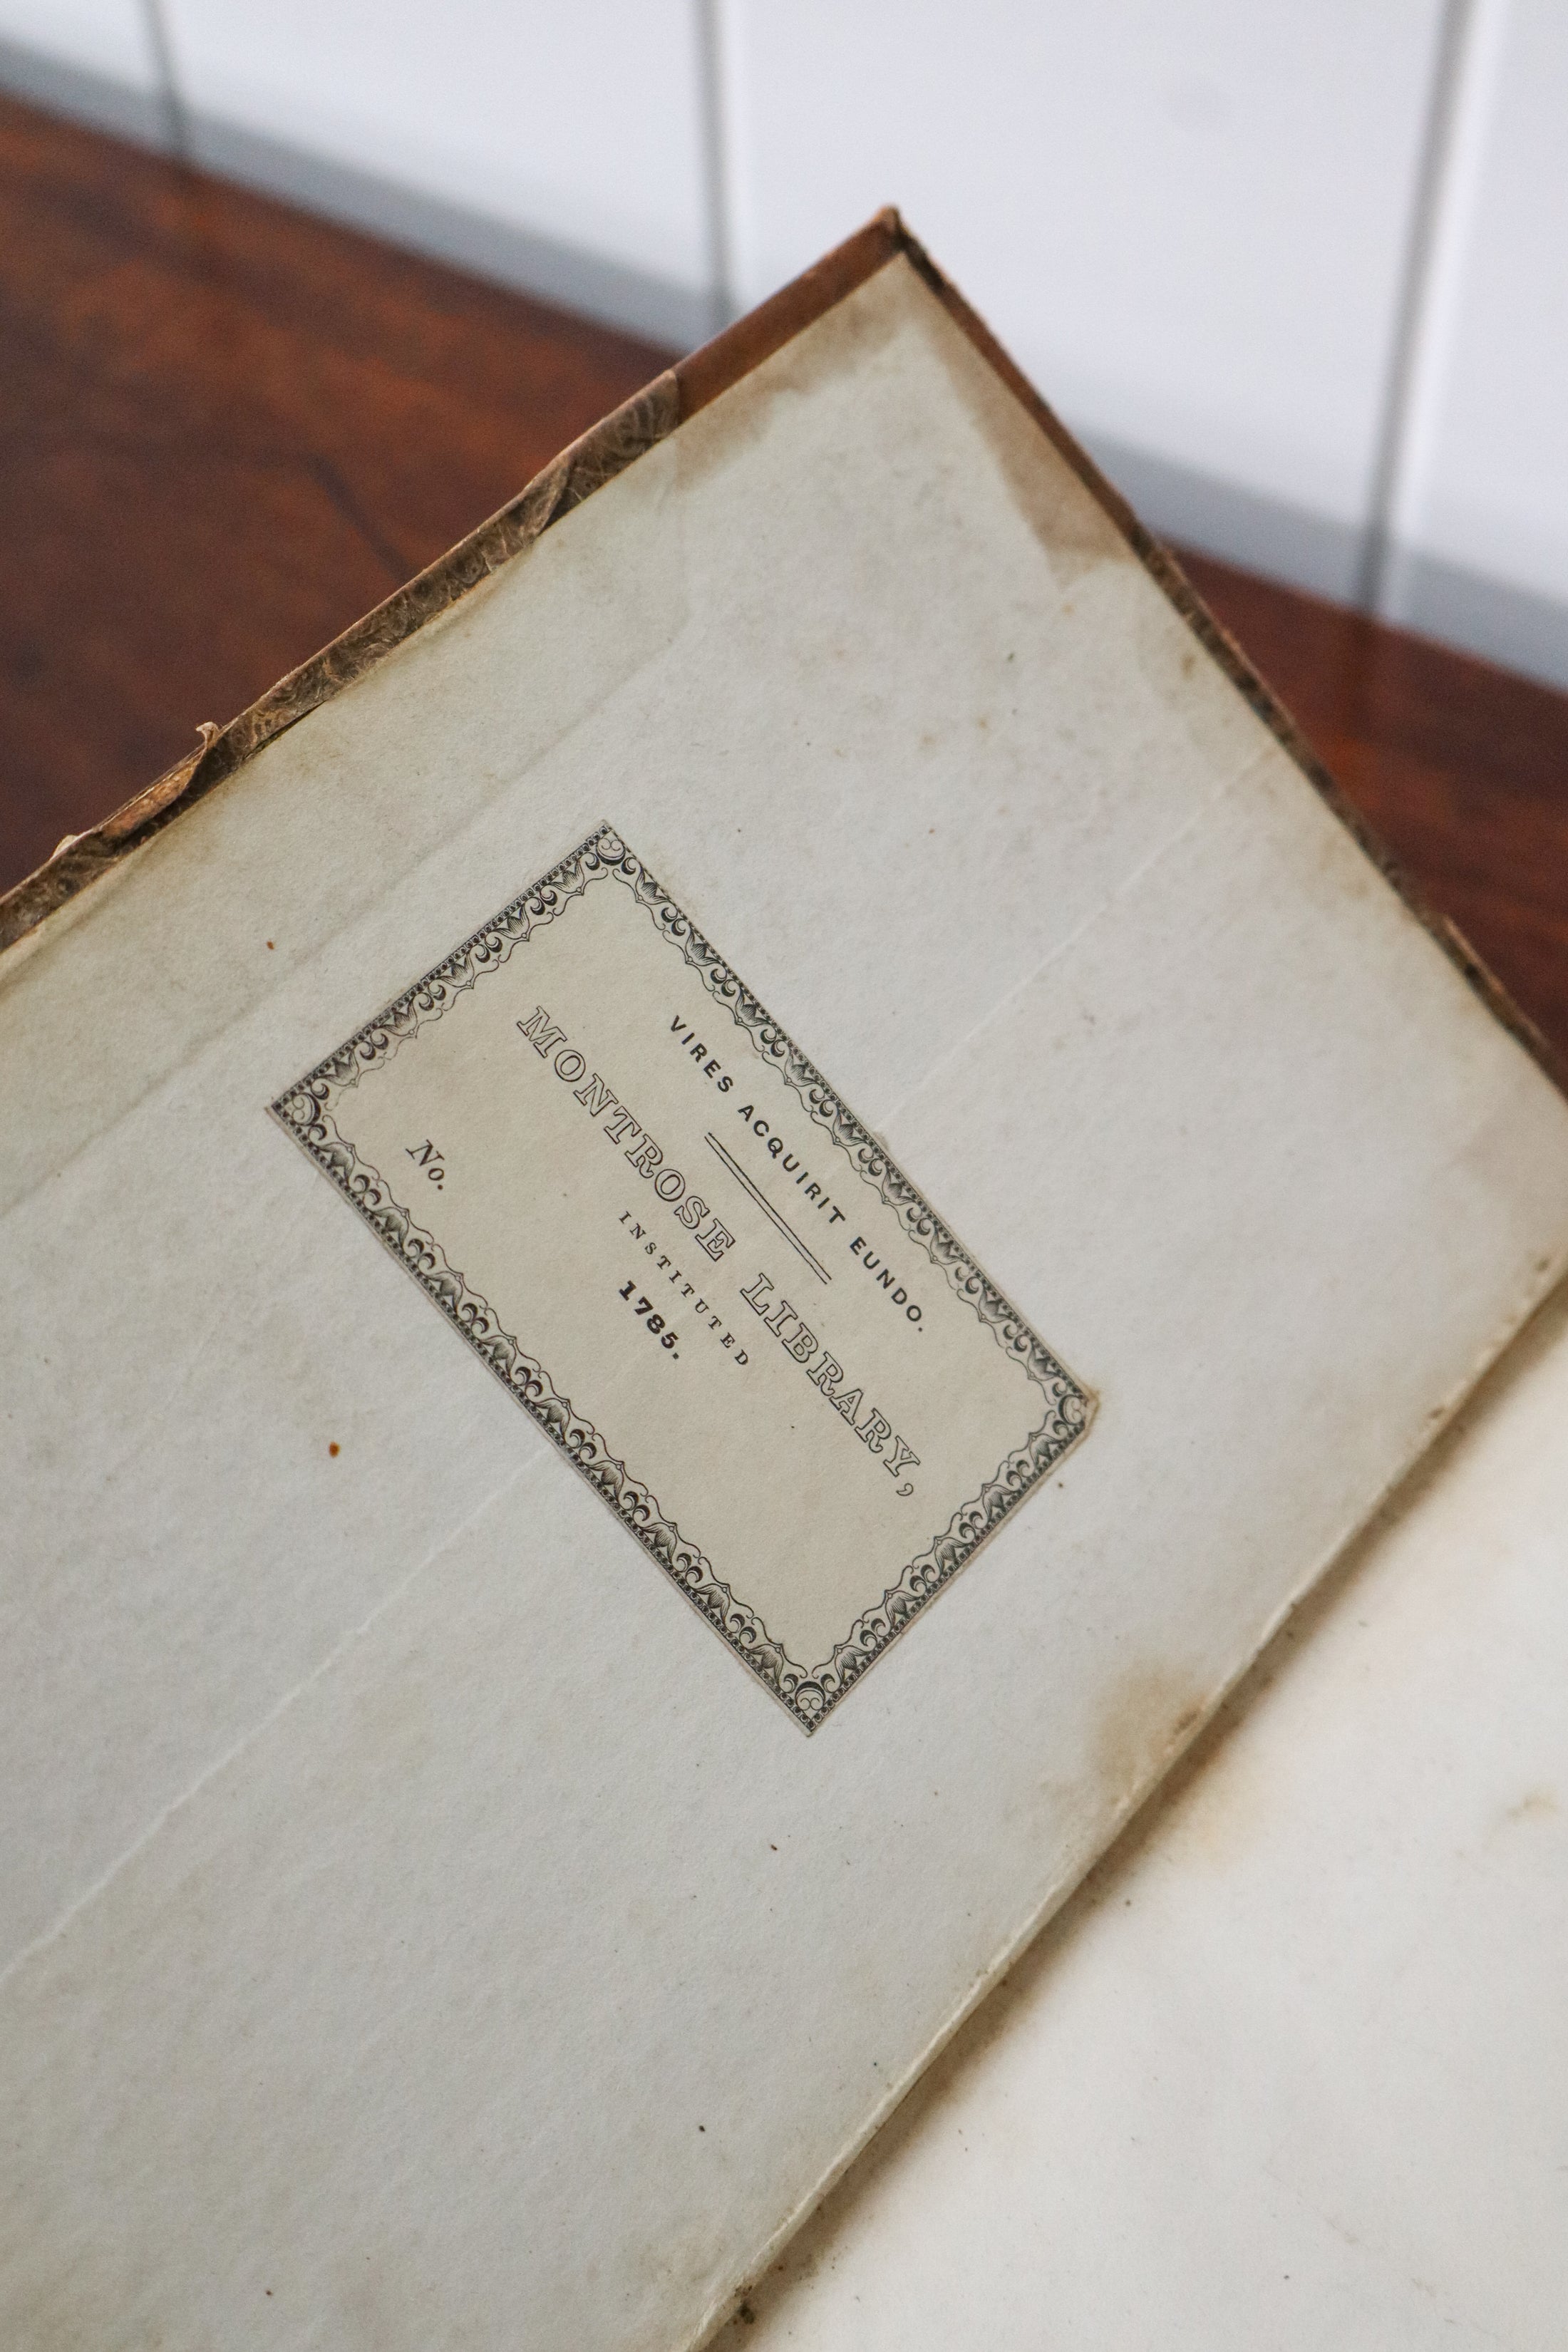 VIRES ACQUIRIT EUNDO.
MONTROSE LIBRARY,
INSTITUTED
1785.
No.